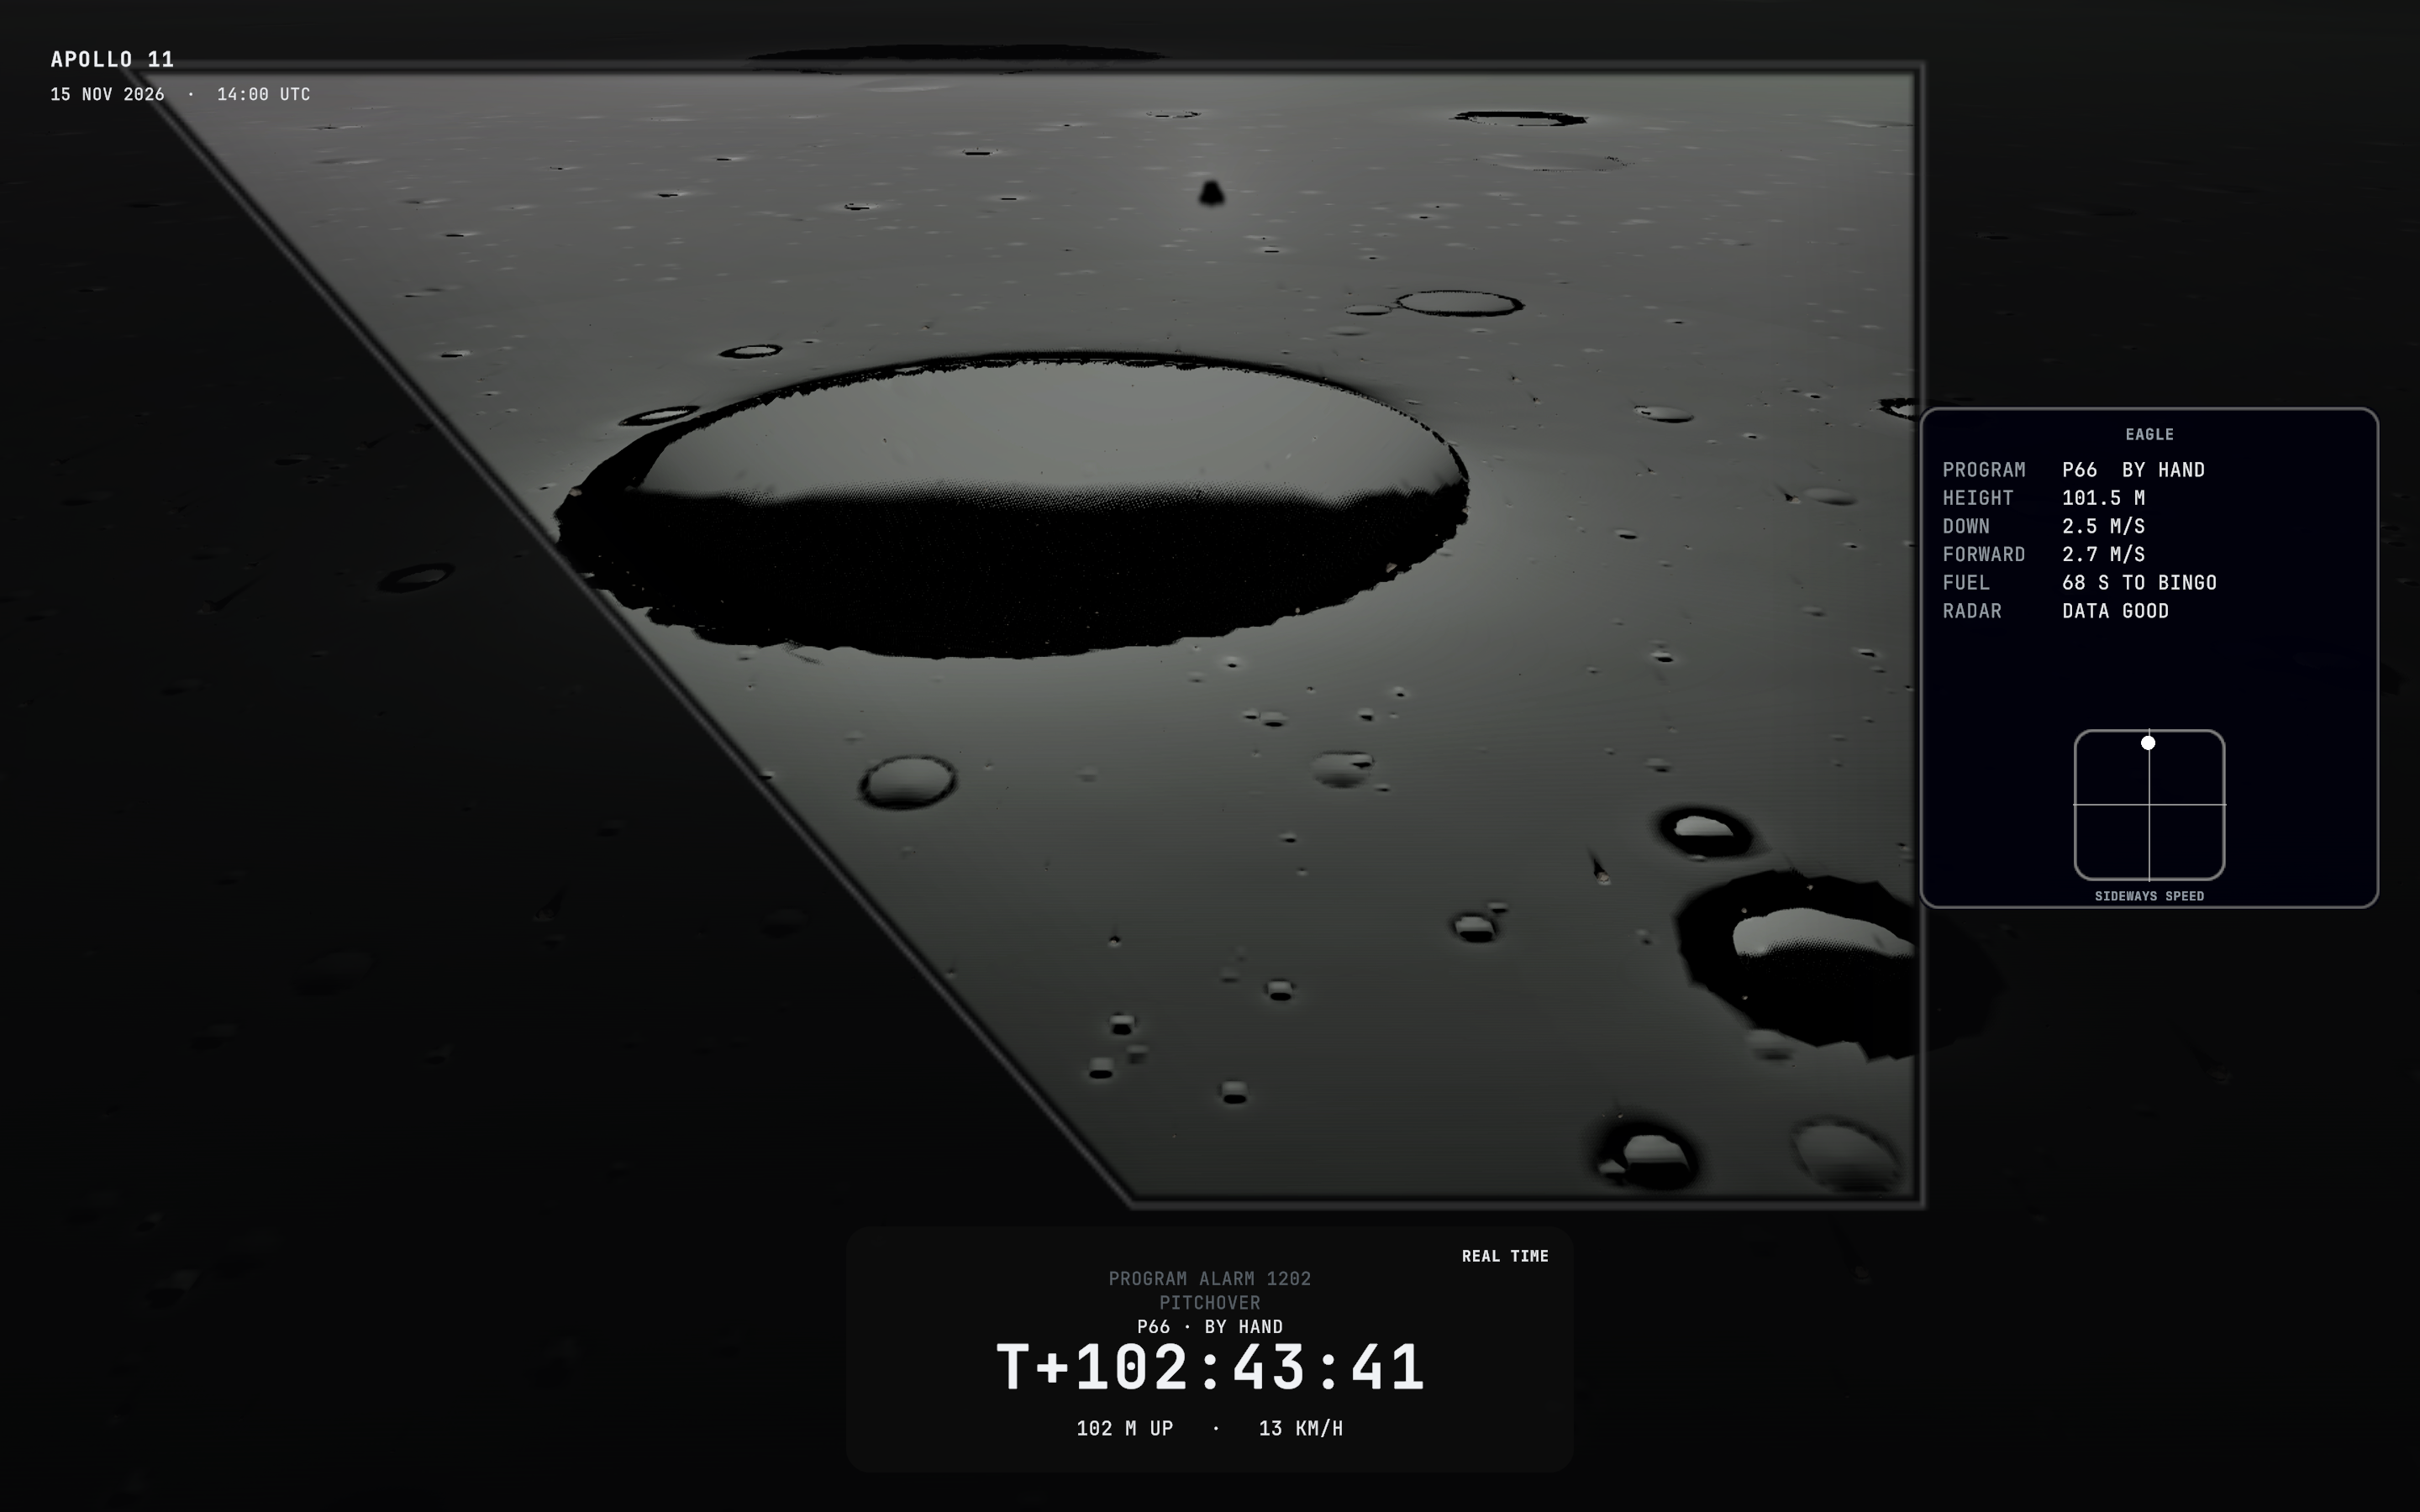 APOLLO 11
15 NOV 2026 · 14:00 UTC
EAGLE
PROGRAM P66 BY HAND
HEIGHT 101.5 M
DOWN 2.5 M/S
FORWARD 2.7 M/S
FUEL 68 S TO BINGO
RADAR DATA GOOD
SIDEWAYS SPEED
REAL TIME
PROGRAM ALARM 1202
PITCHOVER
P66 · BY HAND
T+102:43:41
102 M UP · 13 KM/H